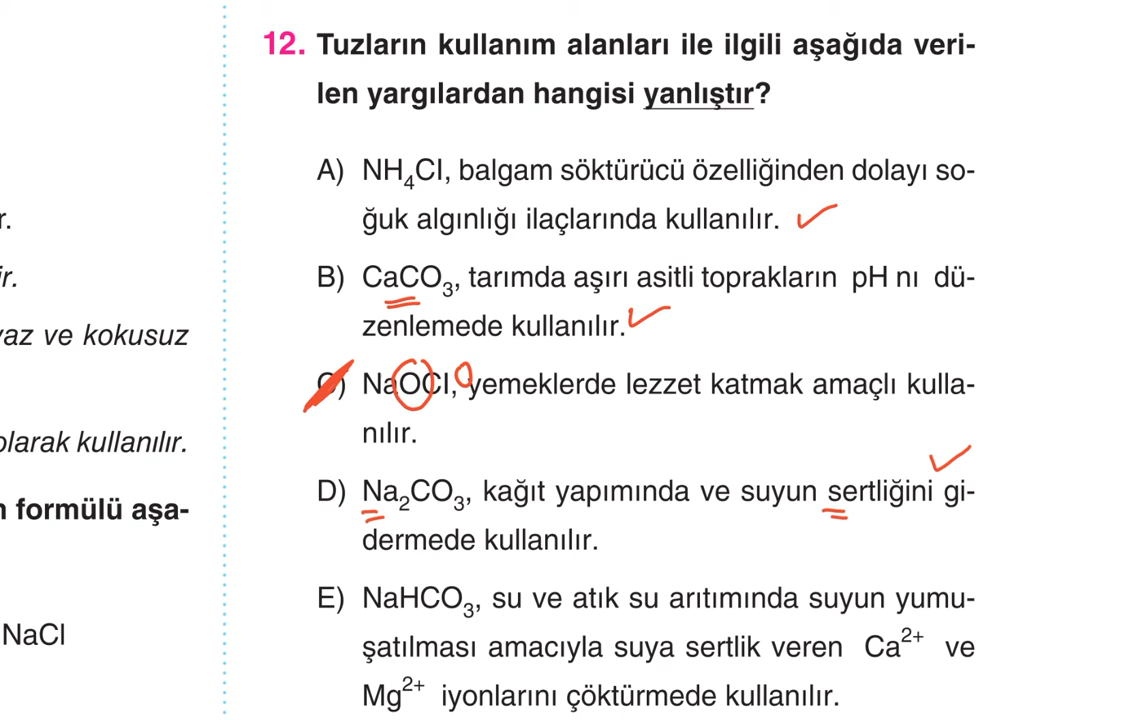 r.
ir.
yaz ve kokusuz
olarak kullanılır.
n formülü aşa-
NaCl
12. Tuzların kullanım alanları ile ilgili aşağıda veri-
len yargılardan hangisi yanlıştır?
A) NH₄Cl, balgam söktürücü özelliğinden dolayı so-
ğuk algınlığı ilaçlarında kullanılır.
B) CaCO₃, tarımda aşırı asitli toprakların pH nı dü-
zenlemede kullanılır.
C) NaOCl, yemeklerde lezzet katmak amaçlı kulla-
nılır.
D) Na₂CO₃, kağıt yapımında ve suyun sertliğini gi-
dermede kullanılır.
E) NaHCO₃, su ve atık su arıtımında suyun yumu-
şatılması amacıyla suya sertlik veren Ca²⁺ ve
Mg²⁺ iyonlarını çöktürmede kullanılır.